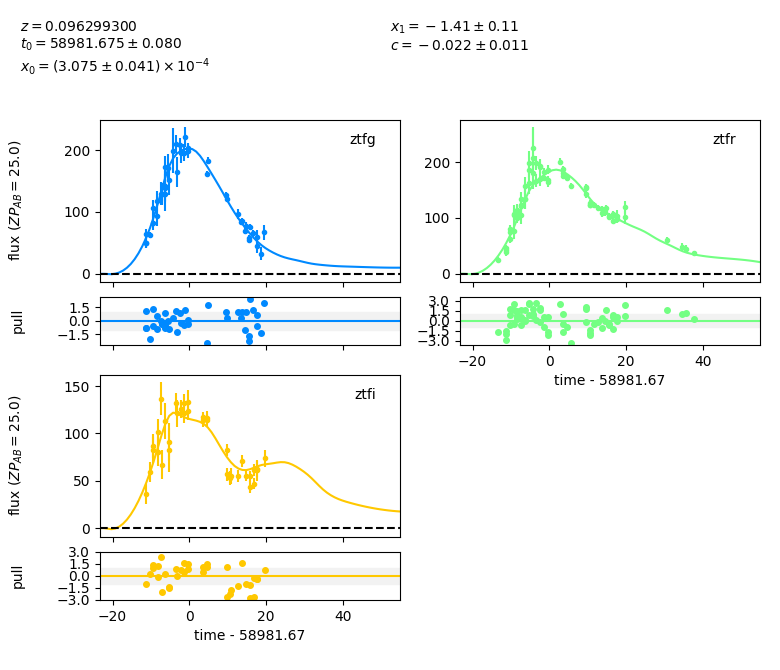 z = 0.096299300
t₀ = 58981.675 ± 0.080
x₀ = (3.075 ± 0.041) × 10⁻⁴
x₁ = −1.41 ± 0.11
c = −0.022 ± 0.011
flux (ZP_AB = 25.0)
200
100
0
ztfg
pull
1.5
0.0
−1.5
200
100
0
ztfr
3.0
1.5
0.0
−1.5
−3.0
−20 0 20 40
time - 58981.67
flux (ZP_AB = 25.0)
150
100
50
0
ztfi
pull
3.0
1.5
0.0
−1.5
−3.0
−20 0 20 40
time - 58981.67